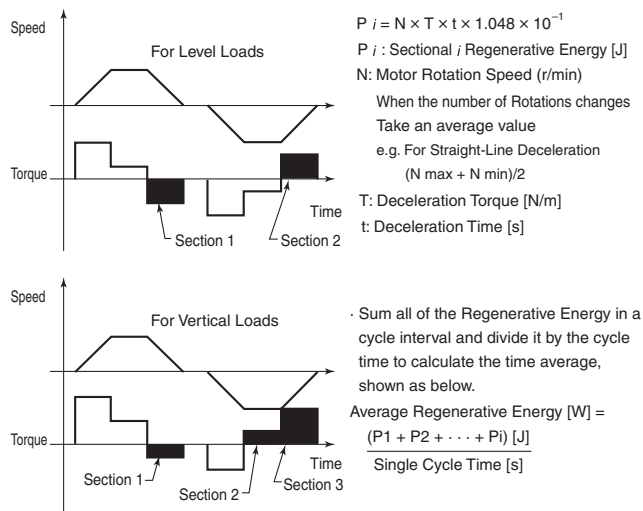 Speed
For Level Loads
Torque
Time
Section 1
Section 2
P i = N × T × t × 1.048 × 10⁻¹
P i : Sectional i Regenerative Energy [J]
N: Motor Rotation Speed (r/min)
When the number of Rotations changes
Take an average value
e.g. For Straight-Line Deceleration
(N max + N min)/2
T: Deceleration Torque [N/m]
t: Deceleration Time [s]
Speed
For Vertical Loads
Torque
Time
Section 1
Section 2
Section 3
· Sum all of the Regenerative Energy in a
cycle interval and divide it by the cycle
time to calculate the time average,
shown as below.
Average Regenerative Energy [W] =
(P1 + P2 + · · · + Pi) [J]
Single Cycle Time [s]